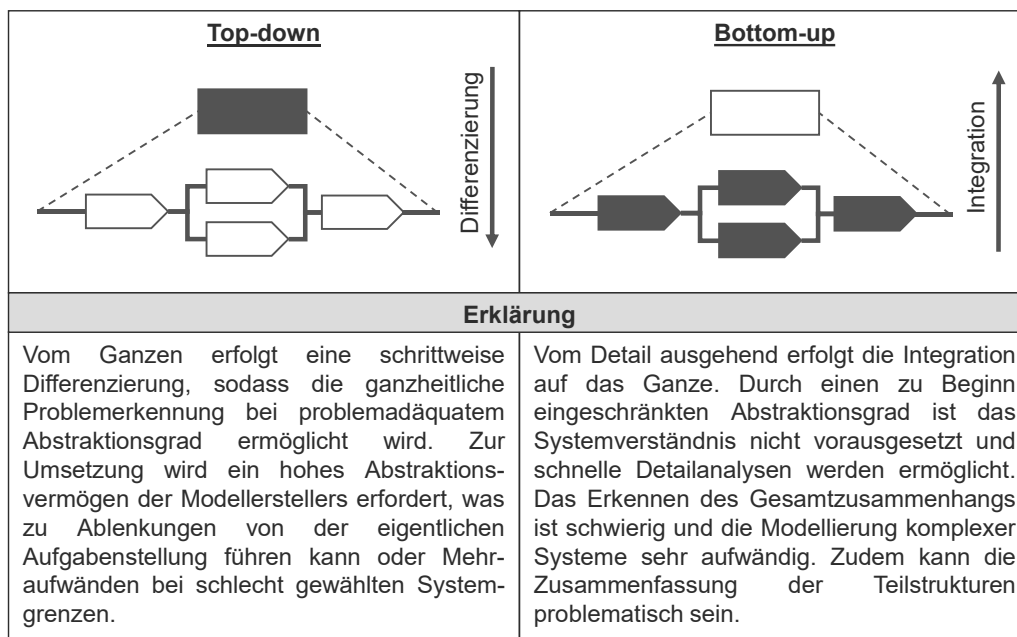 Top-down
Differenzierung
Bottom-up
Integration
Erklärung
Vom Ganzen erfolgt eine schrittweise
Differenzierung, sodass die ganzheitliche
Problemerkennung bei problemadäquatem
Abstraktionsgrad ermöglicht wird. Zur
Umsetzung wird ein hohes Abstraktions-
vermögen der Modellerstellers erfordert, was
zu Ablenkungen von der eigentlichen
Aufgabenstellung führen kann oder Mehr-
aufwänden bei schlecht gewählten System-
grenzen.
Vom Detail ausgehend erfolgt die Integration
auf das Ganze. Durch einen zu Beginn
eingeschränkten Abstraktionsgrad ist das
Systemverständnis nicht vorausgesetzt und
schnelle Detailanalysen werden ermöglicht.
Das Erkennen des Gesamtzusammenhangs
ist schwierig und die Modellierung komplexer
Systeme sehr aufwändig. Zudem kann die
Zusammenfassung der Teilstrukturen
problematisch sein.